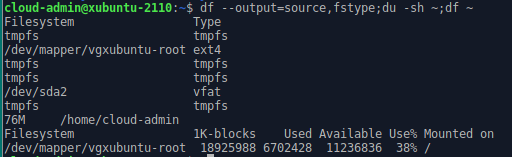 cloud-admin@xubuntu-2110:~$ df --output=source,fstype;du -sh ~;df ~
Filesystem                  Type
tmpfs                       tmpfs
/dev/mapper/vgxubuntu-root  ext4
tmpfs                       tmpfs
tmpfs                       tmpfs
/dev/sda2                   vfat
tmpfs                       tmpfs
76M     /home/cloud-admin
Filesystem                  1K-blocks    Used Available Use% Mounted on
/dev/mapper/vgxubuntu-root   18925988 6702428  11236836  38% /